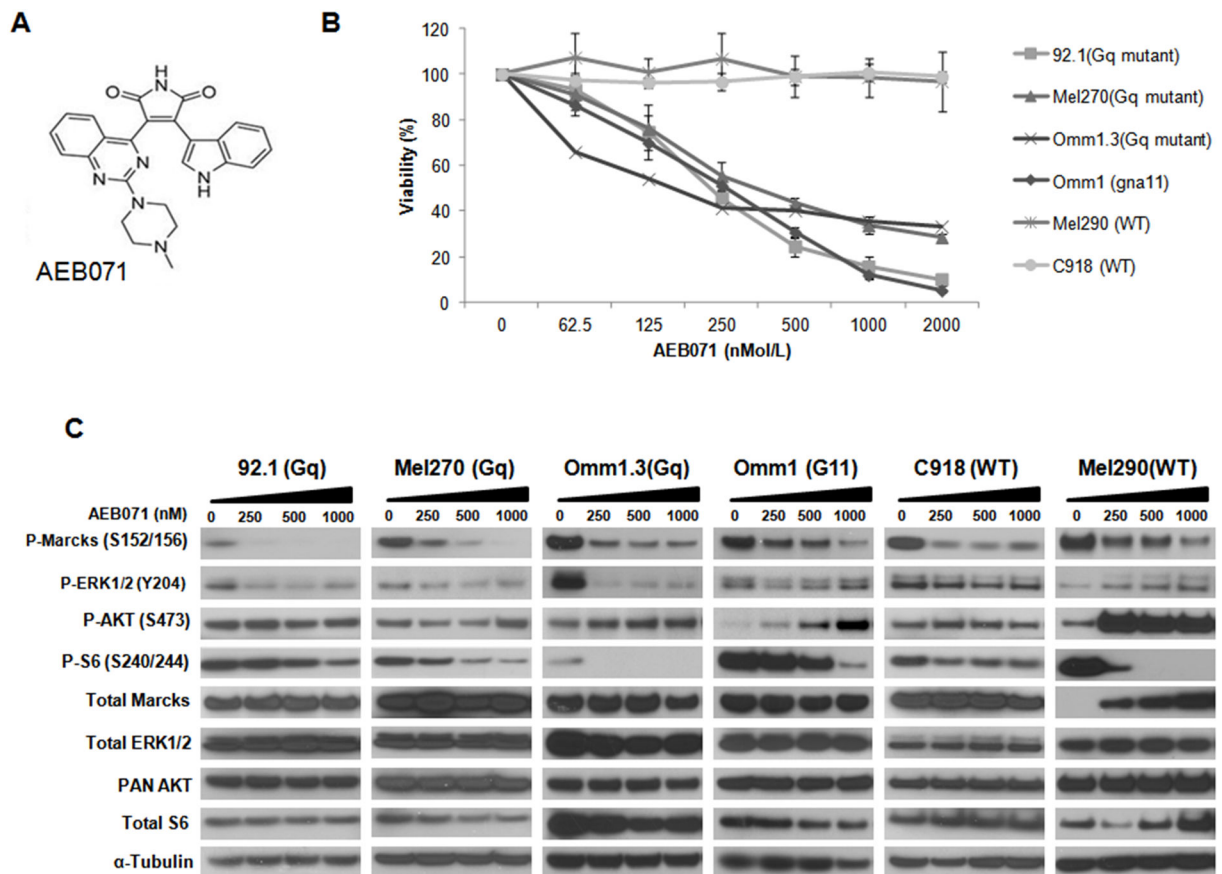 A
NH
O
O
N
N
N
H
N
N
AEB071
B
120
100
80
60
40
20
0
Viability (%)
0 62.5 125 250 500 1000 2000
AEB071 (nMol/L)
92.1(Gq mutant)
Mel270(Gq mutant)
Omm1.3(Gq mutant)
Omm1 (gna11)
Mel290 (WT)
C918 (WT)
C
92.1 (Gq) Mel270 (Gq) Omm1.3(Gq) Omm1 (G11) C918 (WT) Mel290(WT)
AEB071 (nM) 0 250 500 1000 0 250 500 1000 0 250 500 1000 0 250 500 1000 0 250 500 1000 0 250 500 1000
P-Marcks (S152/156)
P-ERK1/2 (Y204)
P-AKT (S473)
P-S6 (S240/244)
Total Marcks
Total ERK1/2
PAN AKT
Total S6
α-Tubulin